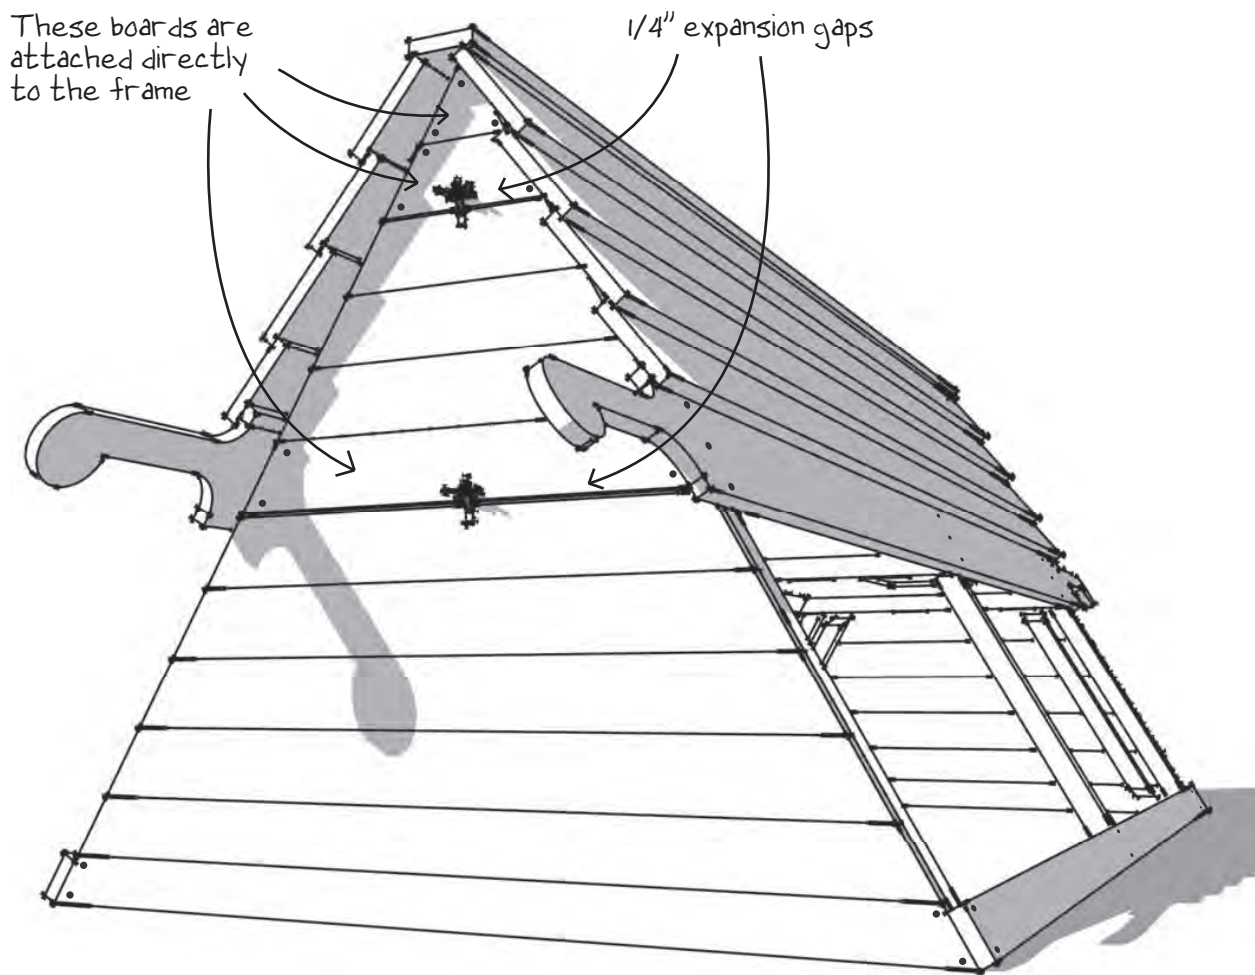 These boards are
attached directly
to the frame
1/4" expansion gaps